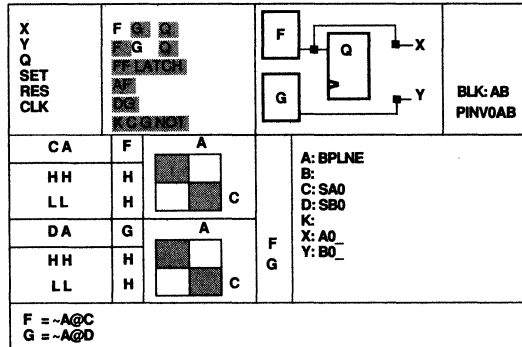 X F G Q
Y F G Q
Q FF LATCH
SET AF
RES DG
CLK K C G NOT
F
Q
X
G
Y
BLK: AB
PINV0AB
C A F A
H H H
L L H C
D A G A
H H H
L L H C
F
G
A: BPLNE
B:
C: SA0
D: SB0
K:
X: A0_
Y: B0_
F = ~A@C
G = ~A@D